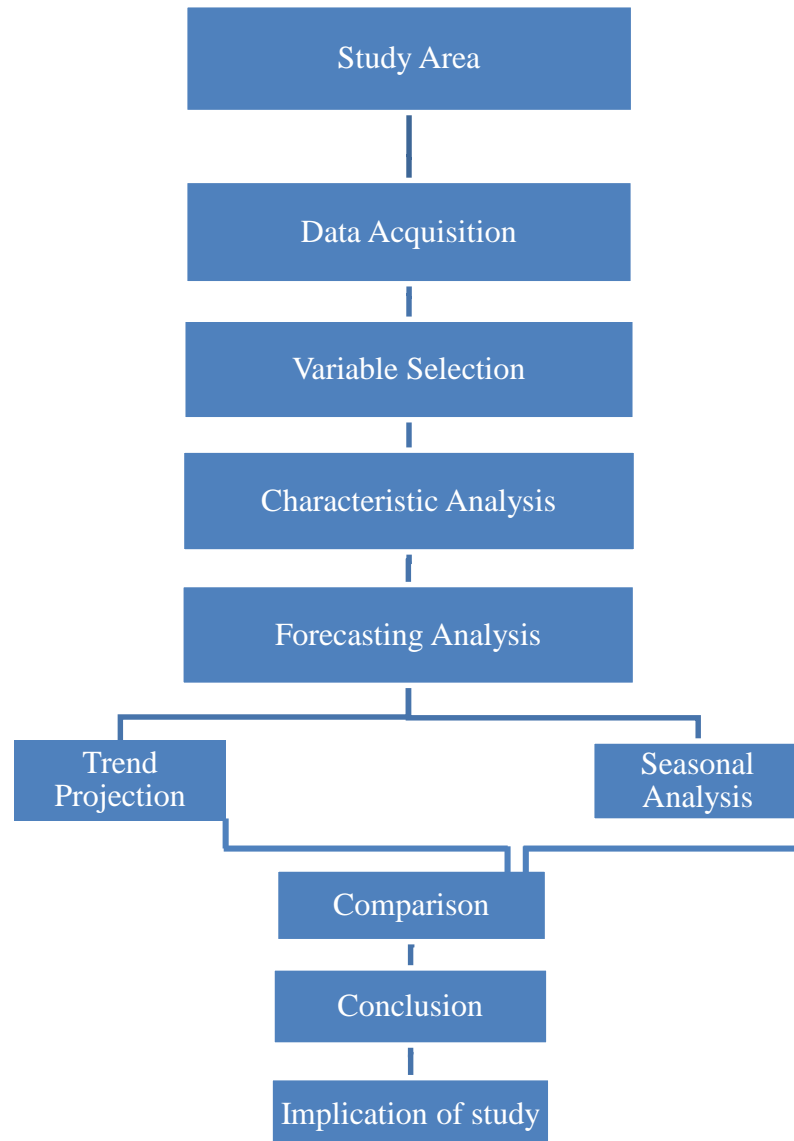 Study Area
Data Acquisition
Variable Selection
Characteristic Analysis
Forecasting Analysis
Trend
Projection
Seasonal
Analysis
Comparison
Conclusion
Implication of study